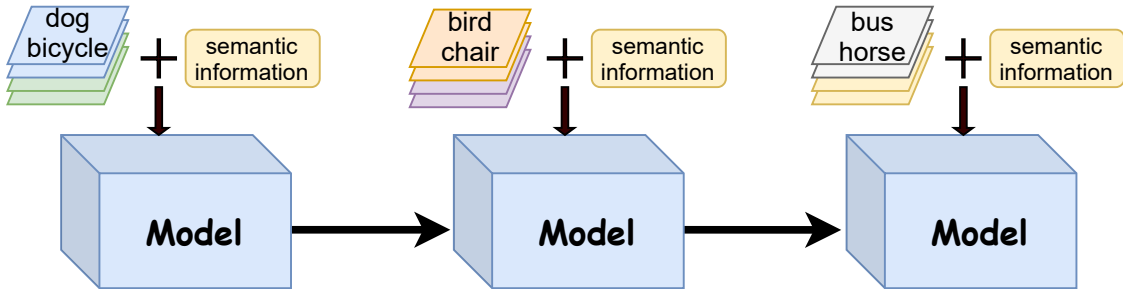 dog
bicycle
semantic
information
bird
chair
semantic
information
bus
horse
semantic
information
Model
Model
Model